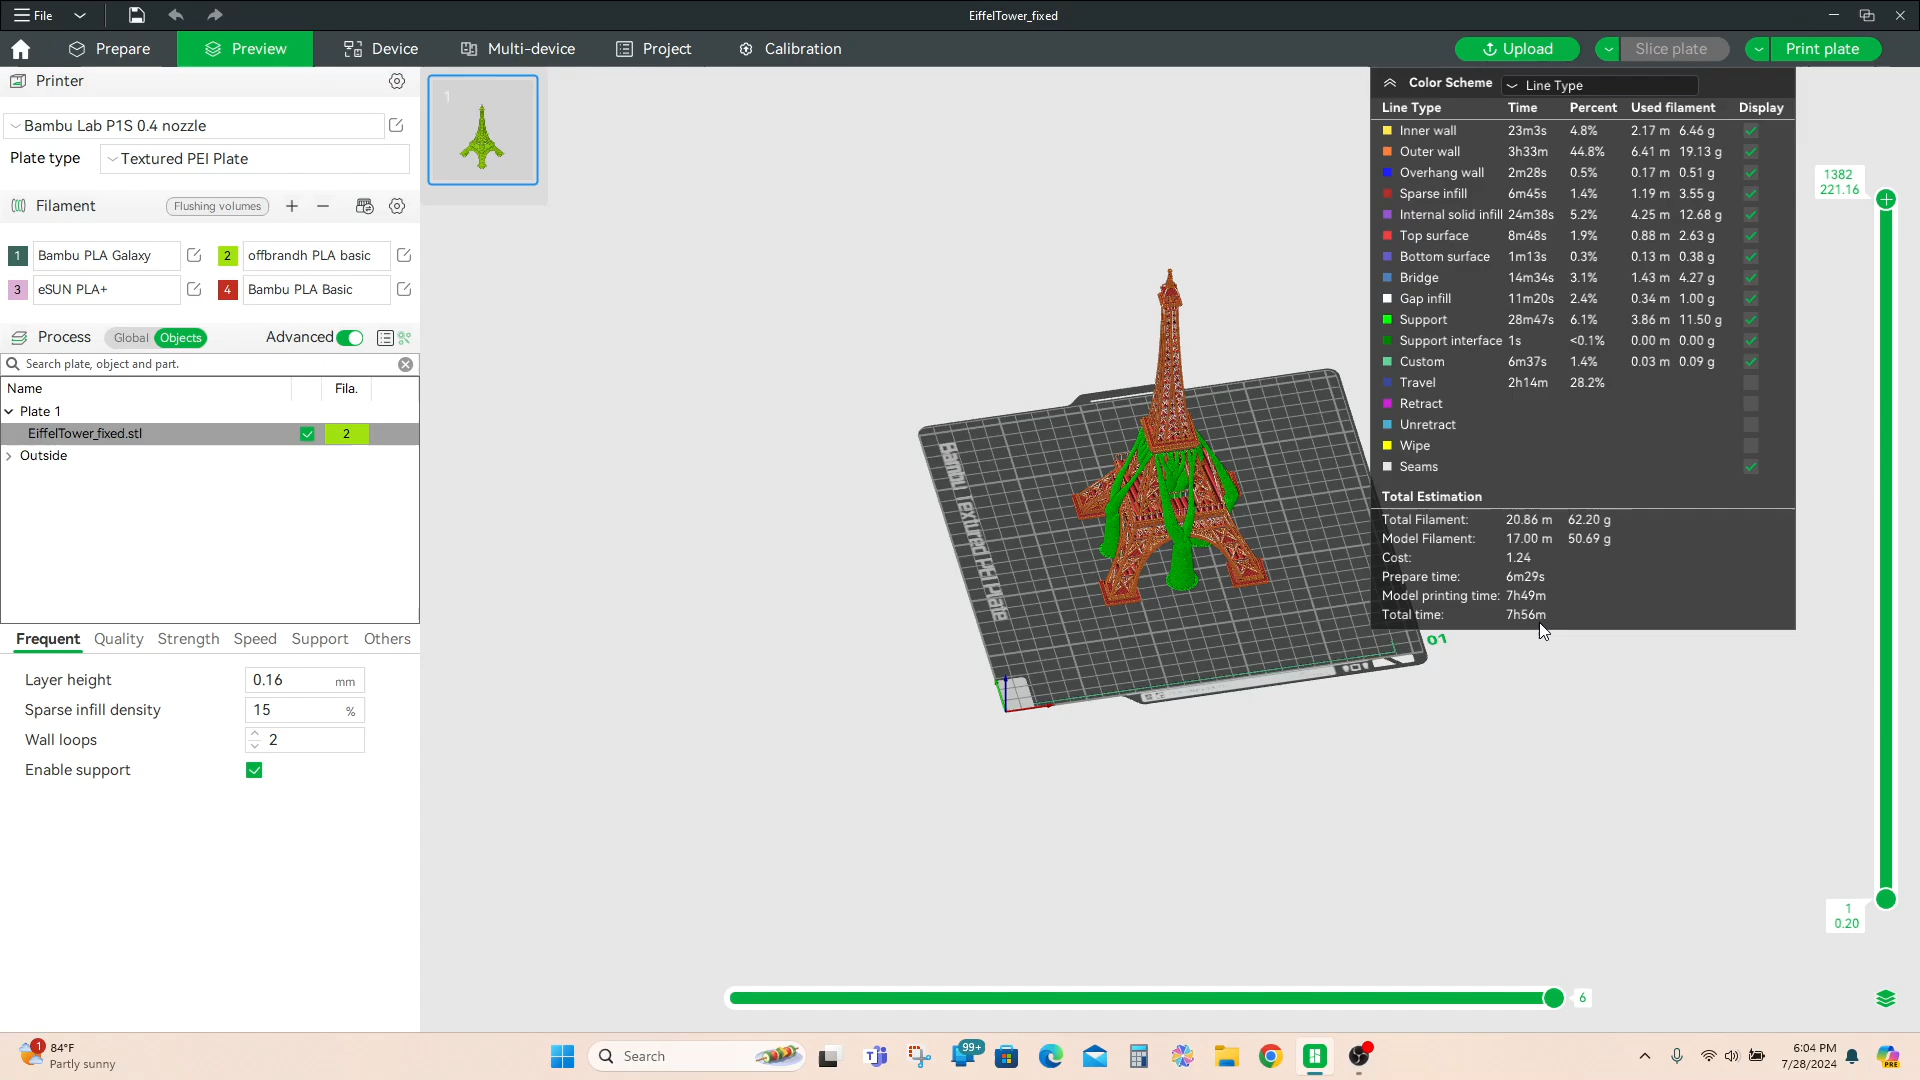 File
EiffelTower_fixed
Prepare
Preview
Device
Multi-device
Project
Calibration
Upload
Slice plate
Print plate
Printer
Bambu Lab P1S 0.4 nozzle
Plate type
Textured PEI Plate
Filament
Flushing volumes
1 Bambu PLA Galaxy
2 offbrandh PLA basic
3 eSUN PLA+
4 Bambu PLA Basic
Process
Global Objects
Advanced
Search plate, object and part.
Name Fila.
Plate 1
EiffelTower_fixed.stl 2
Outside
Frequent Quality Strength Speed Support Others
Layer height 0.16 mm
Sparse infill density 15 %
Wall loops 2
Enable support
1
Bambu Textured PEI Plate
01
Color Scheme Line Type
Line Type Time Percent Used filament Display
Inner wall 23m3s 4.8% 2.17 m 6.46 g
Outer wall 3h33m 44.8% 6.41 m 19.13 g
Overhang wall 2m28s 0.5% 0.17 m 0.51 g
Sparse infill 6m45s 1.4% 1.19 m 3.55 g
Internal solid infill 24m38s 5.2% 4.25 m 12.68 g
Top surface 8m48s 1.9% 0.88 m 2.63 g
Bottom surface 1m13s 0.3% 0.13 m 0.38 g
Bridge 14m34s 3.1% 1.43 m 4.27 g
Gap infill 11m20s 2.4% 0.34 m 1.00 g
Support 28m47s 6.1% 3.86 m 11.50 g
Support interface 1s <0.1% 0.00 m 0.00 g
Custom 6m37s 1.4% 0.03 m 0.09 g
Travel 2h14m 28.2%
Retract
Unretract
Wipe
Seams
Total Estimation
Total Filament: 20.86 m 62.20 g
Model Filament: 17.00 m 50.69 g
Cost: 1.24
Prepare time: 6m29s
Model printing time: 7h49m
Total time: 7h56m
1382
221.16
1
0.20
6
1
84°F
Partly sunny
Search
99+
6:04 PM
7/28/2024
PRE